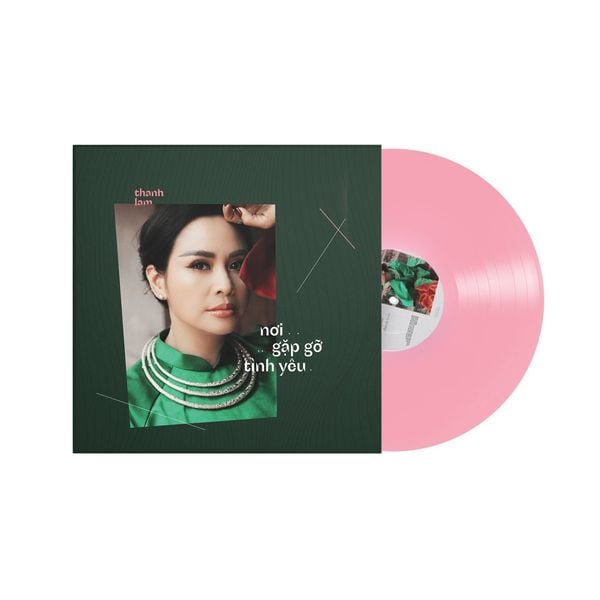 thanh
lam
nơi . .
.. gặp gỡ
tình yêu .